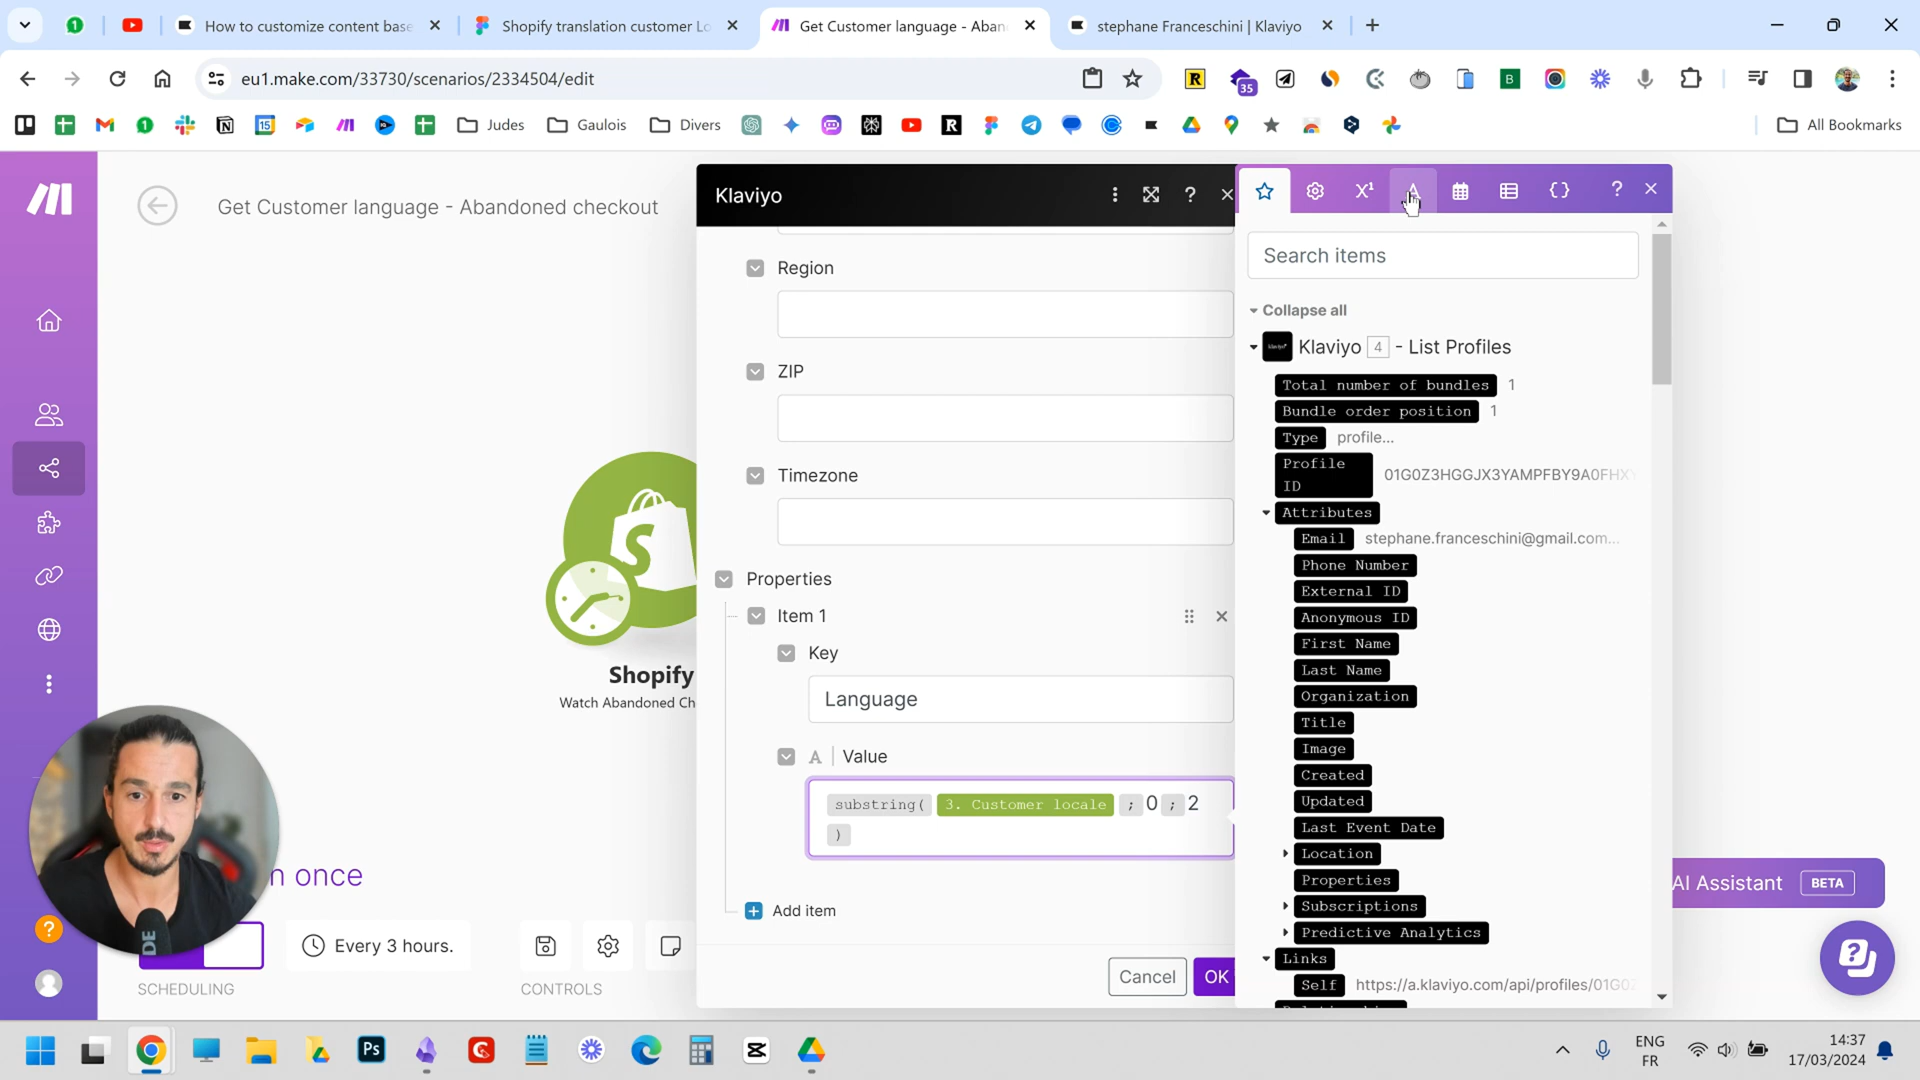 How to customize content base
Shopify translation customer Lo
Get Customer language - Aban
stephane Franceschini | Klaviyo
eu1.make.com/33730/scenarios/2334504/edit
35
Judes
Gaulois
Divers
All Bookmarks
Get Customer language - Abandoned checkout
Klaviyo
Region
ZIP
Timezone
Properties
Item 1
Key
Language
A | Value
substring( 3. Customer locale ; 0 ; 2
)
Add item
Cancel
OK
Shopify
Watch Abandoned Ch
n once
Every 3 hours.
SCHEDULING
CONTROLS
Search items
Collapse all
Klaviyo 4 - List Profiles
Total number of bundles 1
Bundle order position 1
Type profile...
Profile
ID
01G0Z3HGGJX3YAMPFBY9A0FHX
Attributes
Email stephane.franceschini@gmail.com...
Phone Number
External ID
Anonymous ID
First Name
Last Name
Organization
Title
Image
Created
Updated
Last Event Date
Location
Properties
Subscriptions
Predictive Analytics
Links
Self https://a.klaviyo.com/api/profiles/01G0
AI Assistant BETA
ENG
FR
14:37
17/03/2024